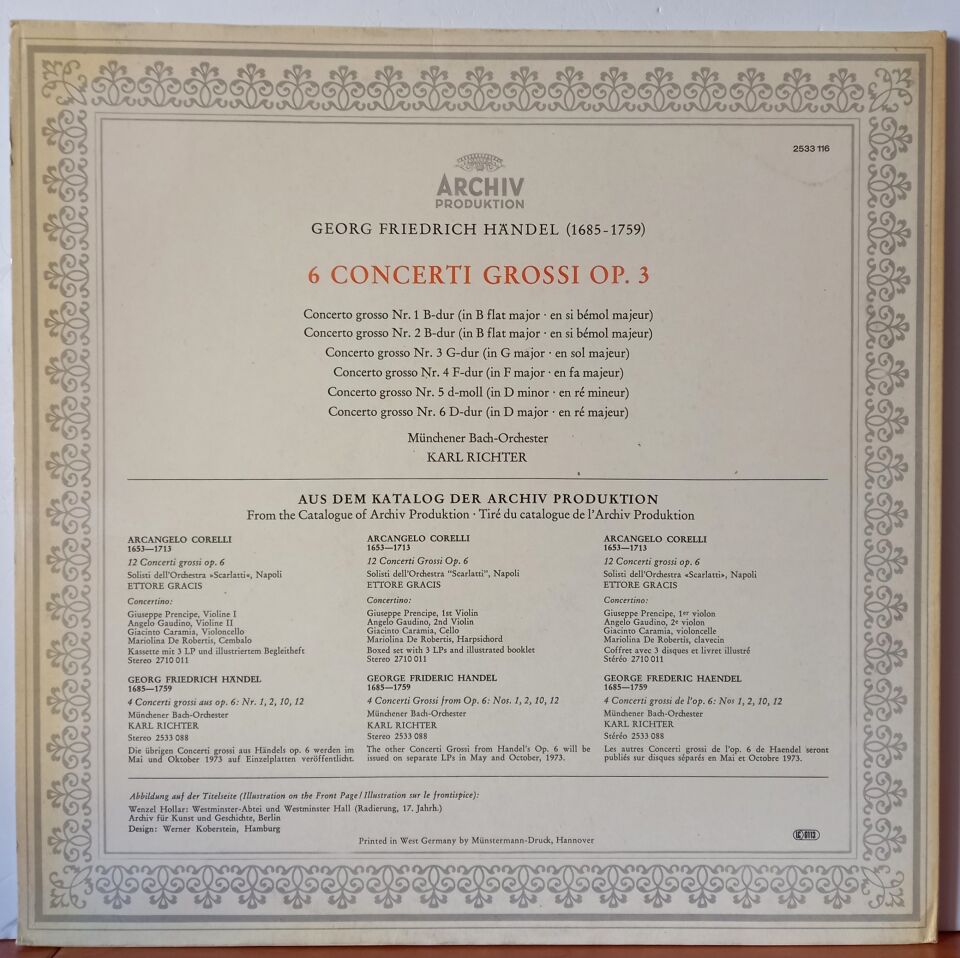 2533 116
ARCHIV
PRODUKTION
GEORG FRIEDRICH HÄNDEL (1685-1759)
6 CONCERTI GROSSI OP. 3
Concerto grosso Nr. 1 B-dur (in B flat major · en si bémol majeur)
Concerto grosso Nr. 2 B-dur (in B flat major · en si bémol majeur)
Concerto grosso Nr. 3 G-dur (in G major · en sol majeur)
Concerto grosso Nr. 4 F-dur (in F major · en fa majeur)
Concerto grosso Nr. 5 d-moll (in D minor · en ré mineur)
Concerto grosso Nr. 6 D-dur (in D major · en ré majeur)
Münchener Bach-Orchester
KARL RICHTER
AUS DEM KATALOG DER ARCHIV PRODUKTION
From the Catalogue of Archiv Produktion · Tiré du catalogue de l'Archiv Produktion
ARCANGELO CORELLI
1653—1713
12 Concerti grossi op. 6
Solisti dell'Orchestra »Scarlatti«, Napoli
ETTORE GRACIS
Concertino:
Giuseppe Prencipe, Violine I
Angelo Gaudino, Violine II
Giacinto Caramia, Violoncello
Mariolina De Robertis, Cembalo
Kassette mit 3 LP und illustriertem Begleitheft
Stereo 2710 011
GEORG FRIEDRICH HÄNDEL
1685—1759
4 Concerti grossi aus op. 6: Nr. 1, 2, 10, 12
Münchener Bach-Orchester
KARL RICHTER
Stereo 2533 088
Die übrigen Concerti grossi aus Händels op. 6 werden im
Mai und Oktober 1973 auf Einzelplatten veröffentlicht.
ARCANGELO CORELLI
1653—1713
12 Concerti Grossi Op. 6
Solisti dell'Orchestra "Scarlatti", Napoli
ETTORE GRACIS
Concertino:
Giuseppe Prencipe, 1st Violin
Angelo Gaudino, 2nd Violin
Giacinto Caramia, Cello
Mariolina De Robertis, Harpsichord
Boxed set with 3 LPs and illustrated booklet
Stereo 2710 011
GEORGE FRIDERIC HANDEL
1685—1759
4 Concerti Grossi from Op. 6: Nos. 1, 2, 10, 12
Münchener Bach-Orchester
KARL RICHTER
Stereo 2533 088
The other Concerti Grossi from Handel's Op. 6 will be
issued on separate LPs in May and October, 1973.
ARCANGELO CORELLI
1653—1713
12 Concerti grossi op. 6
Solisti dell'Orchestra «Scarlatti», Napoli
ETTORE GRACIS
Concertino:
Giuseppe Prencipe, 1er violon
Angelo Gaudino, 2e violon
Giacinto Caramia, violoncelle
Mariolina De Robertis, clavecin
Coffret avec 3 disques et livret illustré
Stéréo 2710 011
GEORGE FREDERIC HAENDEL
1685—1759
4 Concerti grossi de l'op. 6: Nos 1, 2, 10, 12
Münchener Bach-Orchester
KARL RICHTER
Stéréo 2533 088
Les autres Concerti grossi de l'op. 6 de Haendel seront
publiés sur disques séparés en Mai et Octobre 1973.
Abbildung auf der Titelseite (Illustration on the Front Page/Illustration sur le frontispice):
Wenzel Hollar: Westminster-Abtei und Westminster Hall (Radierung, 17. Jahrh.)
Archiv für Kunst und Geschichte, Berlin
Design: Werner Koberstein, Hamburg
Printed in West Germany by Münstermann-Druck, Hannover